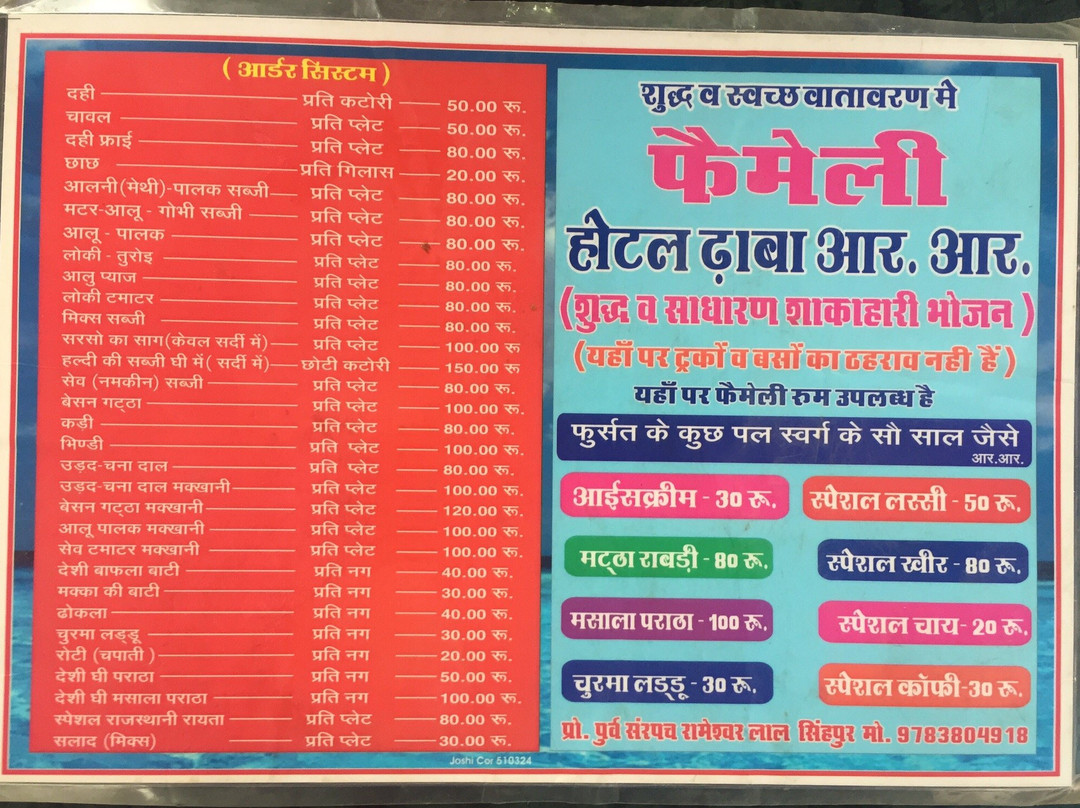 ( आर्डर सिस्टम )
दही प्रति कटोरी 50.00 रू.
चावल प्रति प्लेट 50.00 रू.
दही फ्राई प्रति प्लेट 80.00 रू.
छाछ प्रति गिलास 20.00 रू.
आलनी(मेथी)-पालक सब्जी प्रति प्लेट 80.00 रू.
मटर-आलू - गोभी सब्जी प्रति प्लेट 80.00 रू.
आलू - पालक प्रति प्लेट 80.00 रू.
लोकी - तुरोइ प्रति प्लेट 80.00 रू.
आलु प्याज प्रति प्लेट 80.00 रू.
लोकी टमाटर प्रति प्लेट 80.00 रू.
मिक्स सब्जी प्रति प्लेट 80.00 रू.
सरसो का साग(केवल सर्दी में) प्रति प्लेट 100.00 रू
हल्दी की सब्जी घी में( सर्दी में) छोटी कटोरी 150.00 रू
सेव (नमकीन) सब्जी प्रति प्लेट 80.00 रू.
बेसन गट्ठा प्रति प्लेट 100.00 रू.
कड़ी प्रति प्लेट 80.00 रू.
भिण्डी प्रति प्लेट 100.00 रू.
उड़द-चना दाल प्रति प्लेट 80.00 रू.
उड़द-चना दाल मक्खानी प्रति प्लेट 100.00 रू.
बेसन गट्ठा मक्खानी प्रति प्लेट 120.00 रू.
आलू पालक मक्खानी प्रति प्लेट 100.00 रू.
सेव टमाटर मक्खानी प्रति प्लेट 100.00 रू.
देशी बाफला बाटी प्रति नग 40.00 रू.
मक्का की बाटी प्रति नग 30.00 रू.
ढोकला प्रति नग 40.00 रू.
चुरमा लड्डू प्रति नग 30.00 रू.
रोटी (चपाती ) प्रति नग 20.00 रू.
देशी घी पराठा प्रति नग 50.00 रू.
देशी घी मसाला पराठा प्रति नग 100.00 रू.
स्पेशल राजस्थानी रायता प्रति प्लेट 80.00 रू.
सलाद (मिक्स) प्रति प्लेट 30.00 रू.
Joshi Cor 510324
शुद्ध व स्वच्छ वातावरण मे
फैमेली
होटल ढ़ाबा आर. आर.
(शुद्ध व साधारण शाकाहारी भोजन )
(यहाँ पर ट्रकों व बसों का ठहराव नही हैं )
यहाँ पर फैमेली रूम उपलब्ध है
फुर्सत के कुछ पल स्वर्ग के सौ साल जैसे
आर.आर.
आईसक्रीम - 30 रू. स्पेशल लस्सी - 50 रू.
मट्ठा राबड़ी - 80 रू. स्पेशल खीर - 80 रू.
मसाला पराठा - 100 रू. स्पेशल चाय - 20 रू.
चुरमा लड्डू - 30 रू. स्पेशल कॉफी-30 रू.
प्रो. पुर्व संरपच रामेश्वर लाल सिंहपुर मो. 9783804918